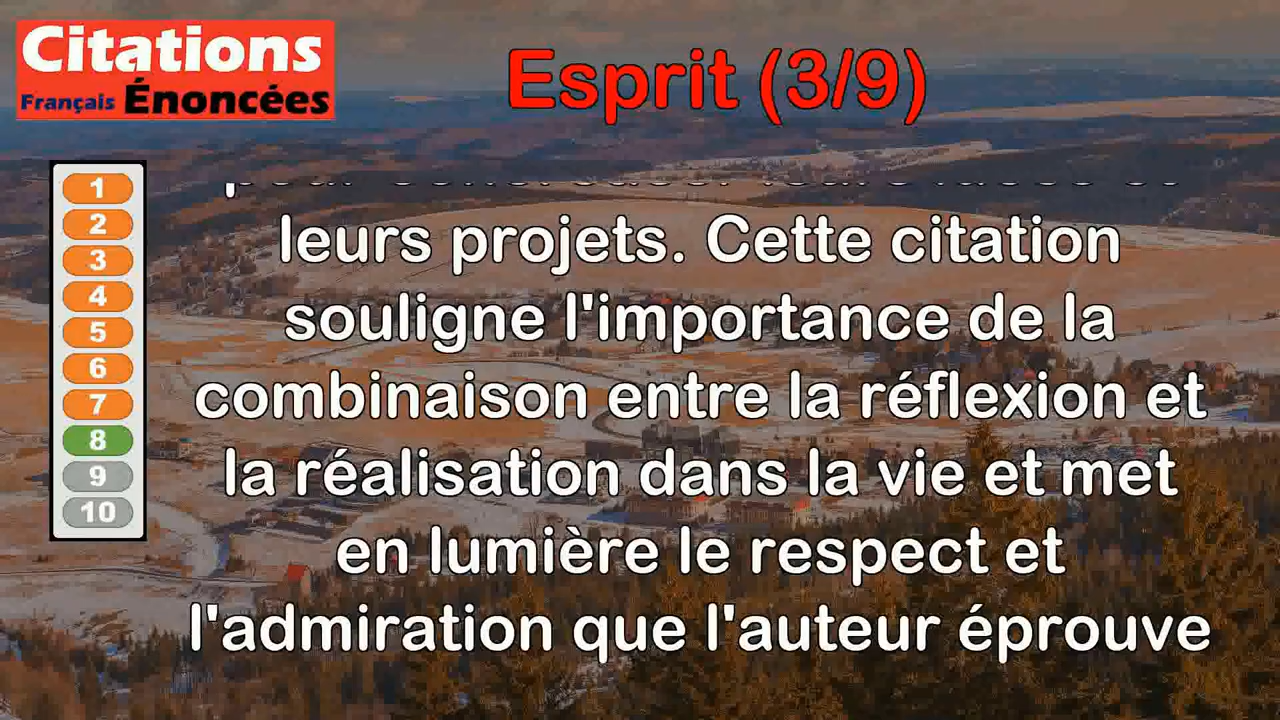 Citations
Français Énoncées
Esprit (3/9)
1
2
3
4
5
6
7
8
9
10
leurs projets. Cette citation
souligne l'importance de la
combinaison entre la réflexion et
la réalisation dans la vie et met
en lumière le respect et
l'admiration que l'auteur éprouve